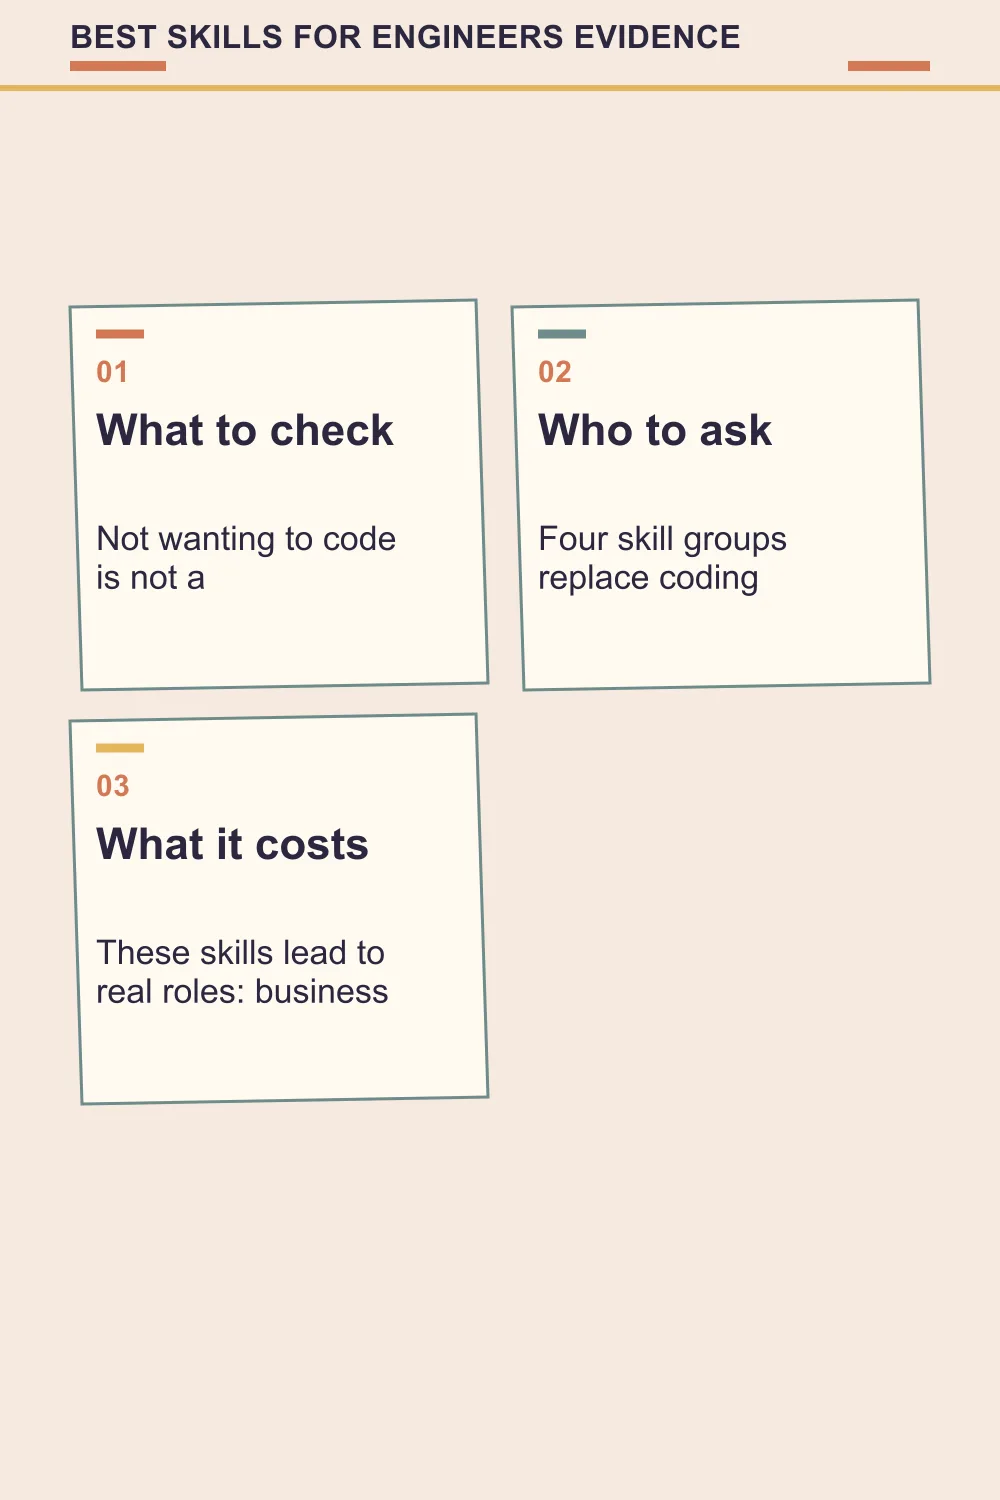 BEST SKILLS FOR ENGINEERS EVIDENCE
01
What to check
Not wanting to code
is not a
02
Who to ask
Four skill groups
replace coding
03
What it costs
These skills lead to
real roles: business